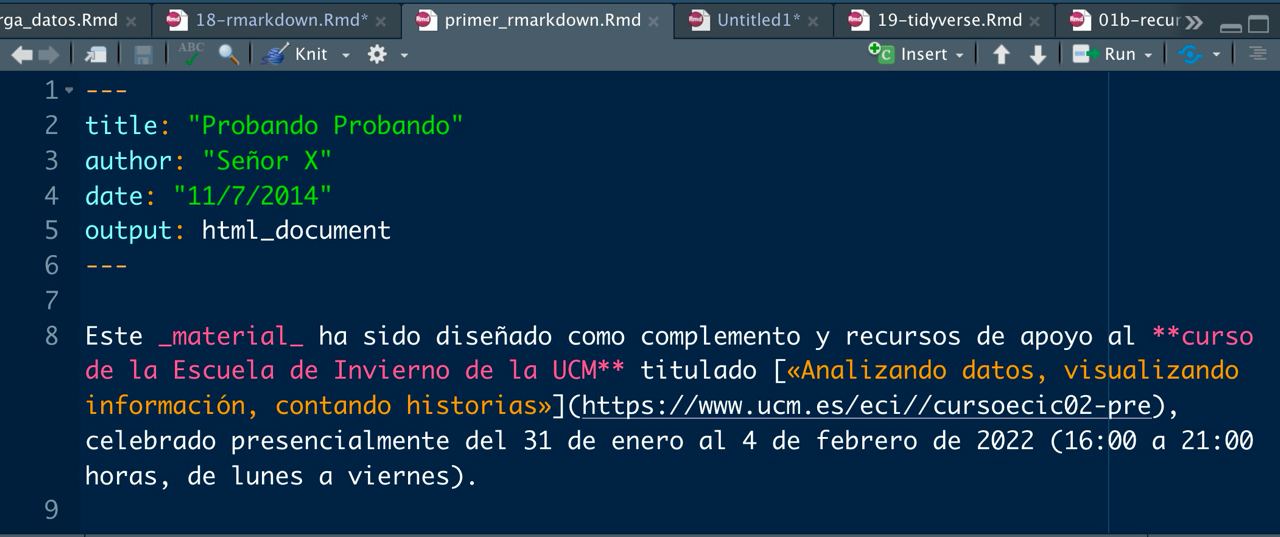 rga_datos.Rmd × 18-rmarkdown.Rmd* × primer_rmarkdown.Rmd × Untitled1* × 19-tidyverse.Rmd × 01b-recur
ABC Knit Insert Run
1 ---
2 title: "Probando Probando"
3 author: "Señor X"
4 date: "11/7/2014"
5 output: html_document
6 ---
7
8 Este _material_ ha sido diseñado como complemento y recursos de apoyo al **curso
de la Escuela de Invierno de la UCM** titulado [«Analizando datos, visualizando
información, contando historias»](https://www.ucm.es/eci//cursoecic02-pre),
celebrado presencialmente del 31 de enero al 4 de febrero de 2022 (16:00 a 21:00
horas, de lunes a viernes).
9